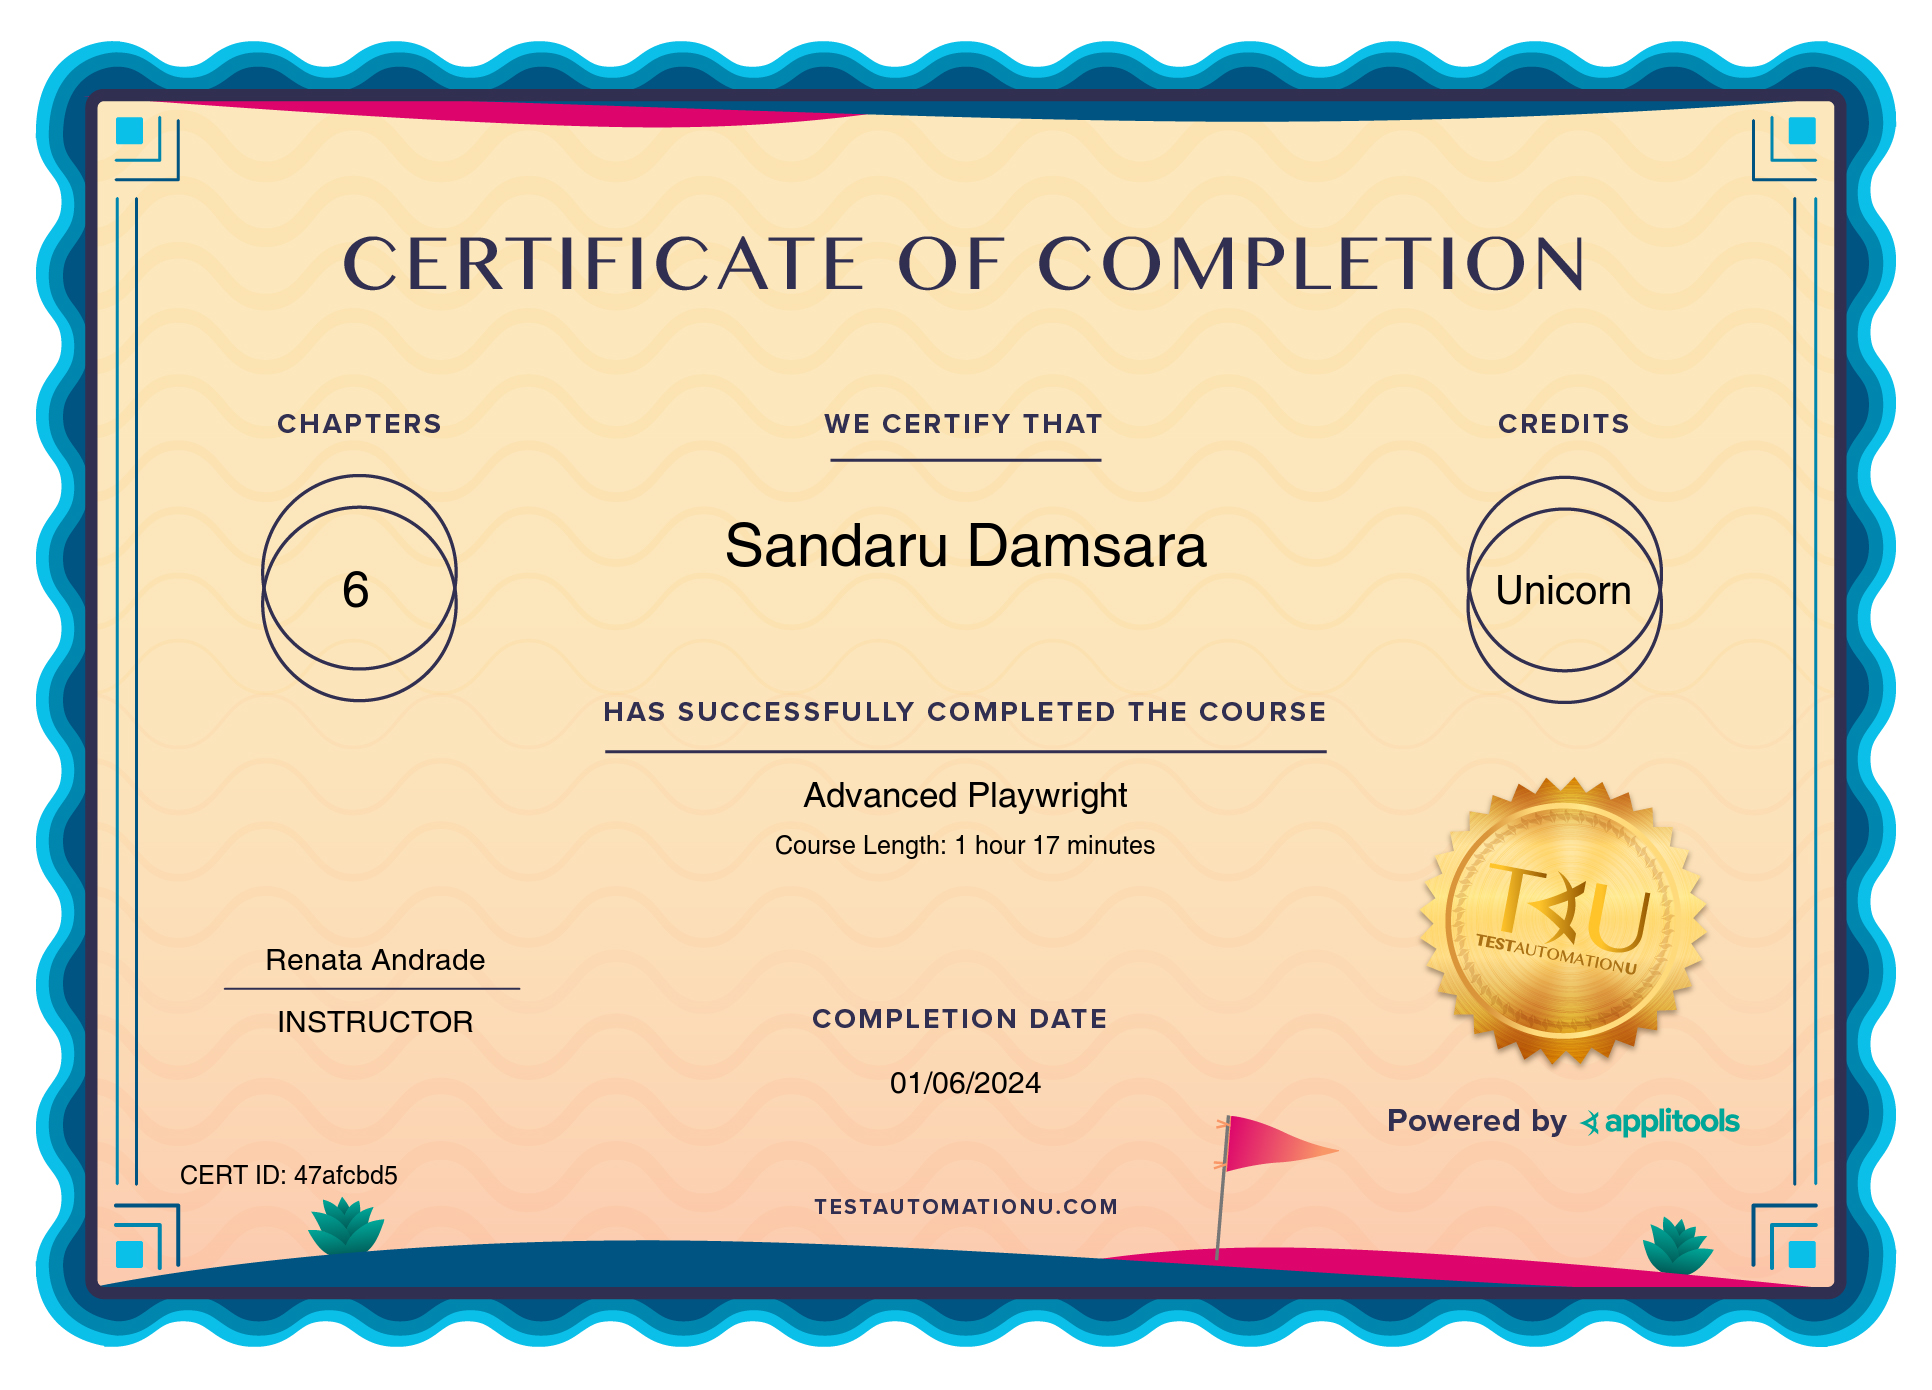 CERTIFICATE OF COMPLETION
CHAPTERS
6
WE CERTIFY THAT
Sandaru Damsara
CREDITS
Unicorn
HAS SUCCESSFULLY COMPLETED THE COURSE
Advanced Playwright
Course Length: 1 hour 17 minutes
Renata Andrade
INSTRUCTOR
COMPLETION DATE
01/06/2024
TAU
TESTAUTOMATIONU
Powered by applitools
CERT ID: 47afcbd5
TESTAUTOMATIONU.COM